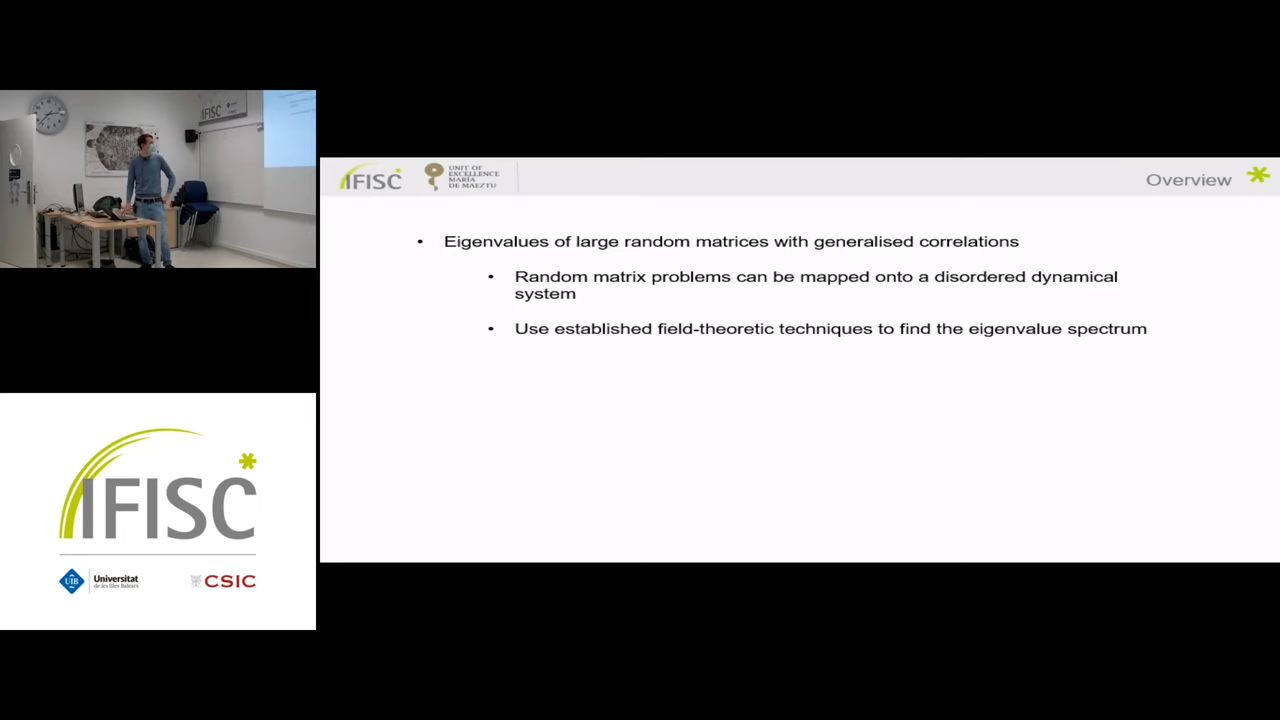 IFISC
IFISC
UNIT OF
EXCELLENCE
MARÍA
DE MAEZTU
Overview
• Eigenvalues of large random matrices with generalised correlations
• Random matrix problems can be mapped onto a disordered dynamical
system
• Use established field-theoretic techniques to find the eigenvalue spectrum
IFISC
UIB
Universitat
de les Illes Balears
CSIC